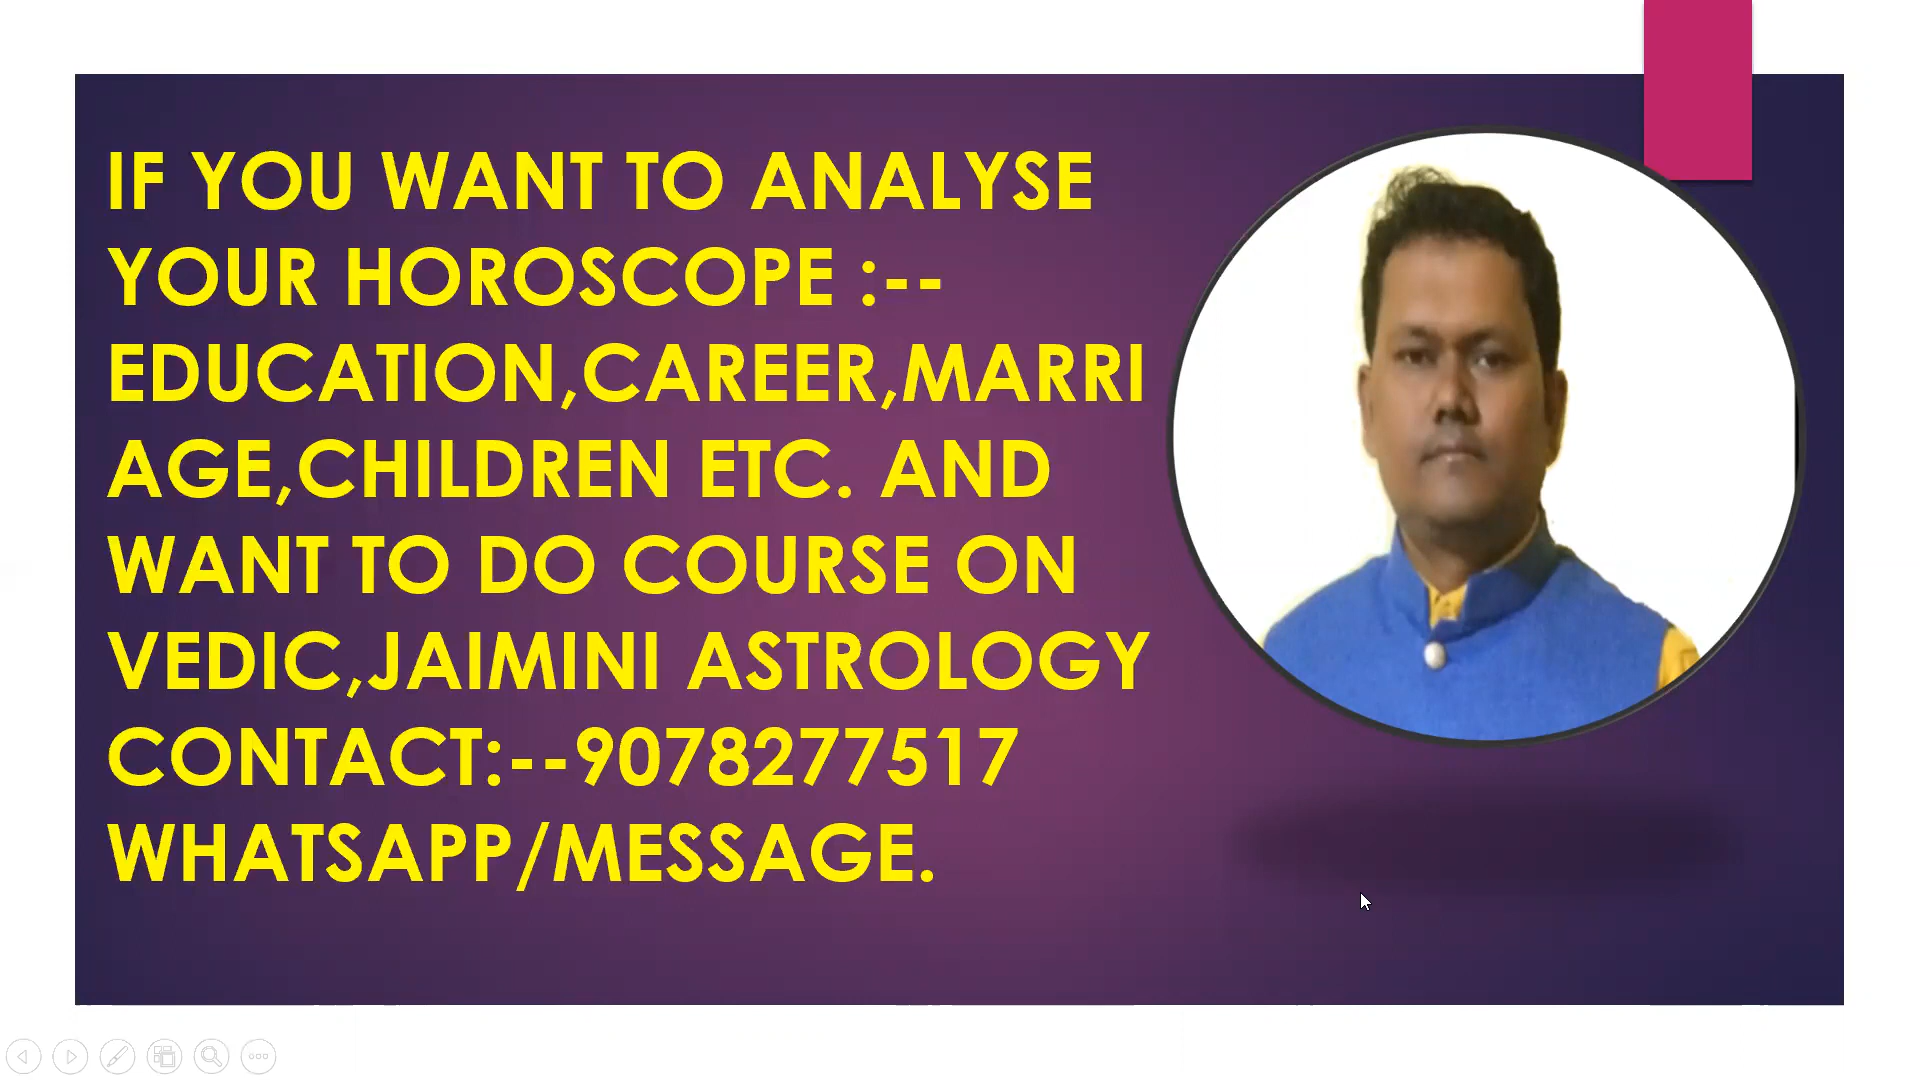 IF YOU WANT TO ANALYSE
YOUR HOROSCOPE :--
EDUCATION,CAREER,MARRI
AGE,CHILDREN ETC. AND
WANT TO DO COURSE ON
VEDIC,JAIMINI ASTROLOGY
CONTACT:--9078277517
WHATSAPP/MESSAGE.